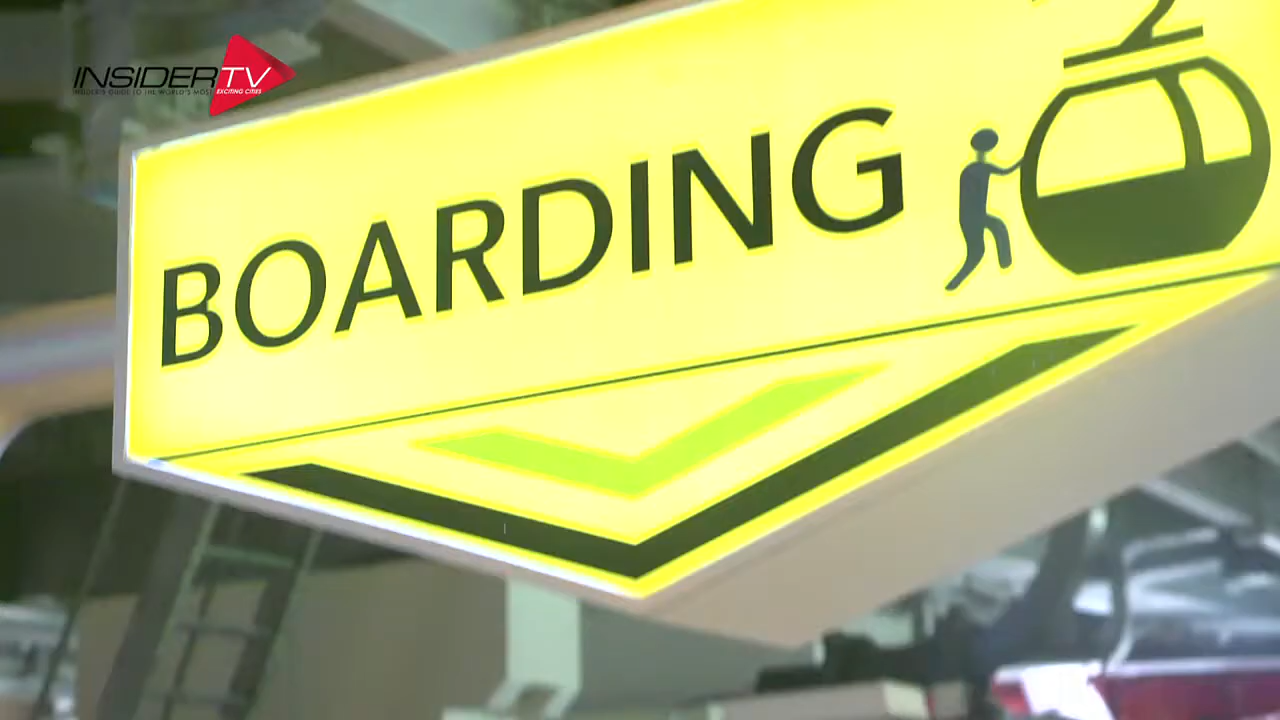 INSIDERTV
INSIDER'S GUIDE TO THE WORLD'S MOST EXCITING CITIES
BOARDING